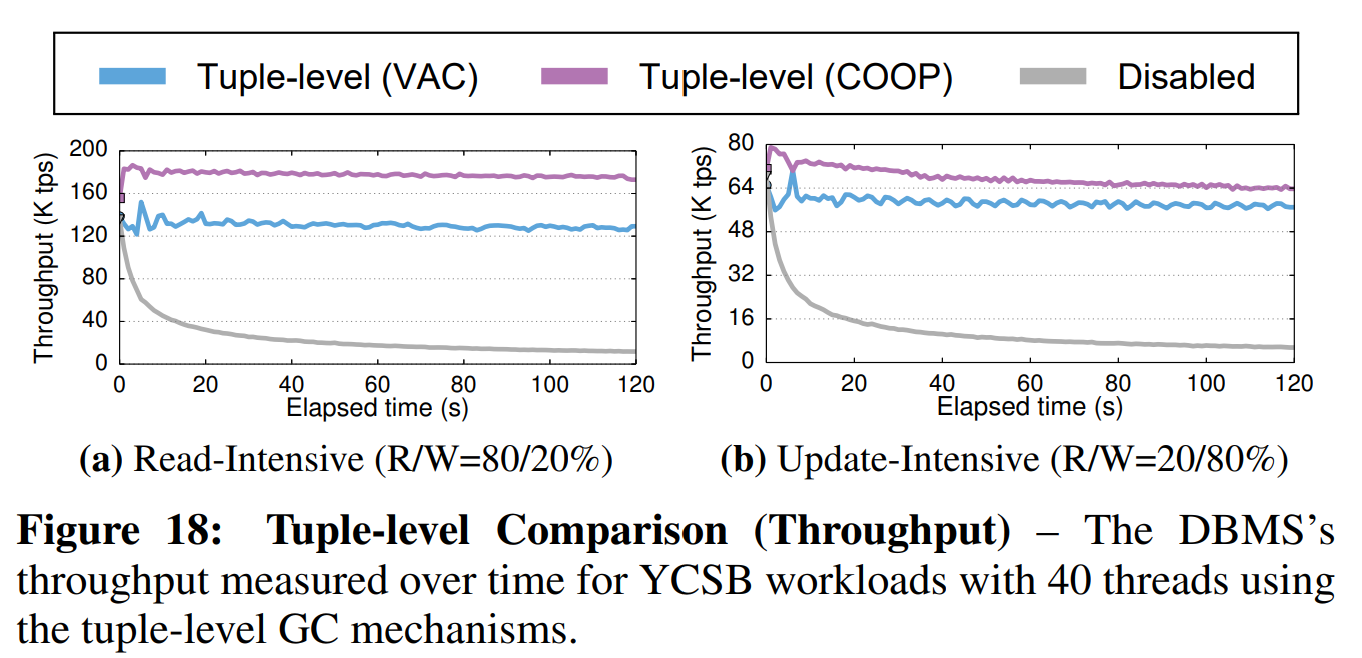 Tuple-level (VAC) Tuple-level (COOP) Disabled
Throughput (K tps)
200
160
120
80
40
0
0 20 40 60 80 100 120
Elapsed time (s)
(a) Read-Intensive (R/W=80/20%)
Throughput (K tps)
80
64
48
32
16
0
0 20 40 60 80 100 120
Elapsed time (s)
(b) Update-Intensive (R/W=20/80%)
Figure 18: Tuple-level Comparison (Throughput) – The DBMS’s
throughput measured over time for YCSB workloads with 40 threads using
the tuple-level GC mechanisms.